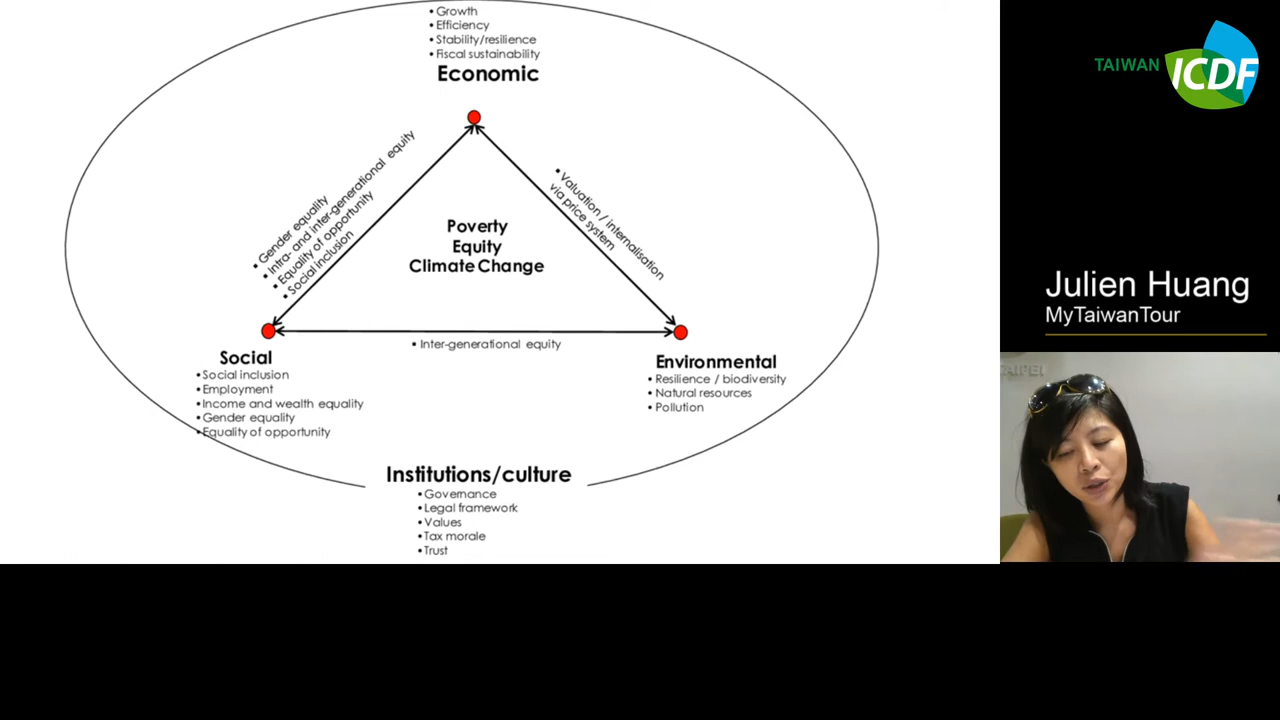 • Growth
• Efficiency
• Stability/resilience
• Fiscal sustainability
Economic
• Gender equality
• Intra- and inter-generational equity
• Equality of opportunity
• Social inclusion
• Valuation / internalisation
via price system
Poverty
Equity
Climate Change
• Inter-generational equity
Social
• Social inclusion
• Employment
• Income and wealth equality
• Gender equality
• Equality of opportunity
Environmental
• Resilience / biodiversity
• Natural resources
• Pollution
Institutions/culture
• Governance
• Legal framework
• Values
• Tax morale
• Trust
TAIWAN ICDF
Julien Huang
MyTaiwanTour
TAIPEI